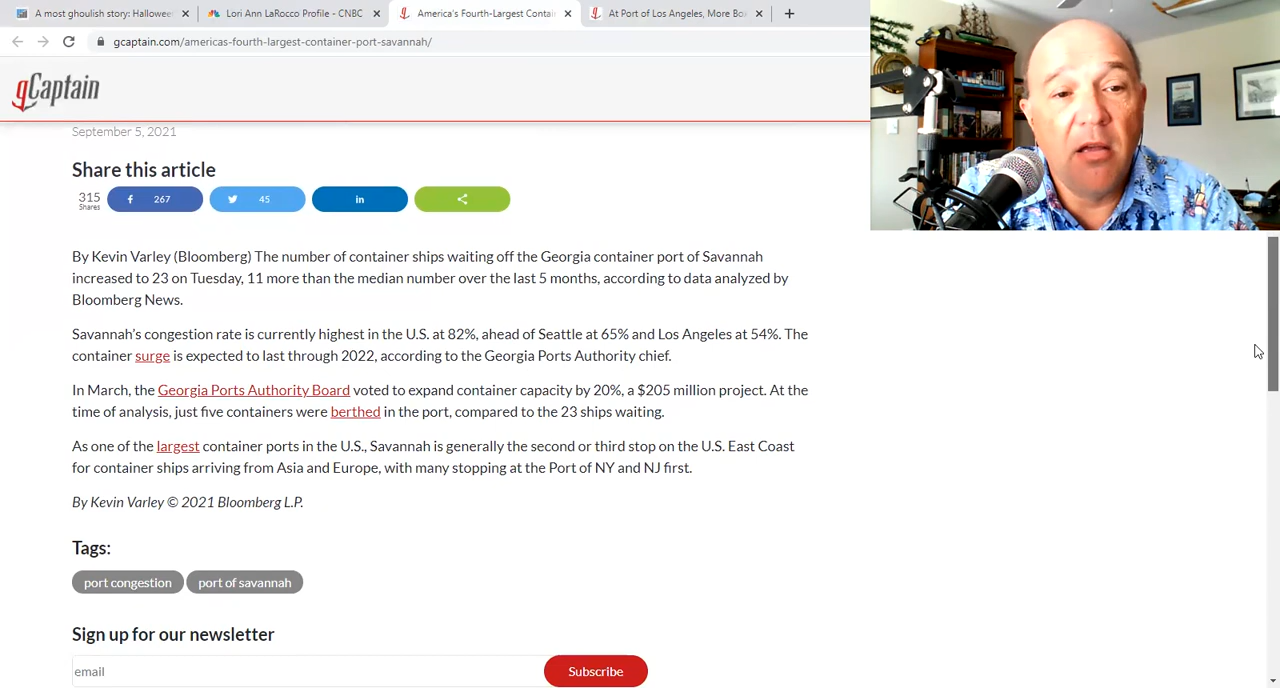 A most ghoulish story: Hallowee
Lori Ann LaRocco Profile - CNBC
America's Fourth-Largest Contai
At Port of Los Angeles, More Bo
gcaptain.com/americas-fourth-largest-container-port-savannah/
gCaptain
September 5, 2021
Share this article
315
Shares
267
45
in
By Kevin Varley (Bloomberg) The number of container ships waiting off the Georgia container port of Savannah
increased to 23 on Tuesday, 11 more than the median number over the last 5 months, according to data analyzed by
Bloomberg News.
Savannah's congestion rate is currently highest in the U.S. at 82%, ahead of Seattle at 65% and Los Angeles at 54%. The
container surge is expected to last through 2022, according to the Georgia Ports Authority chief.
In March, the Georgia Ports Authority Board voted to expand container capacity by 20%, a $205 million project. At the
time of analysis, just five containers were berthed in the port, compared to the 23 ships waiting.
As one of the largest container ports in the U.S., Savannah is generally the second or third stop on the U.S. East Coast
for container ships arriving from Asia and Europe, with many stopping at the Port of NY and NJ first.
By Kevin Varley © 2021 Bloomberg L.P.
Tags:
port congestion
port of savannah
Sign up for our newsletter
email
Subscribe